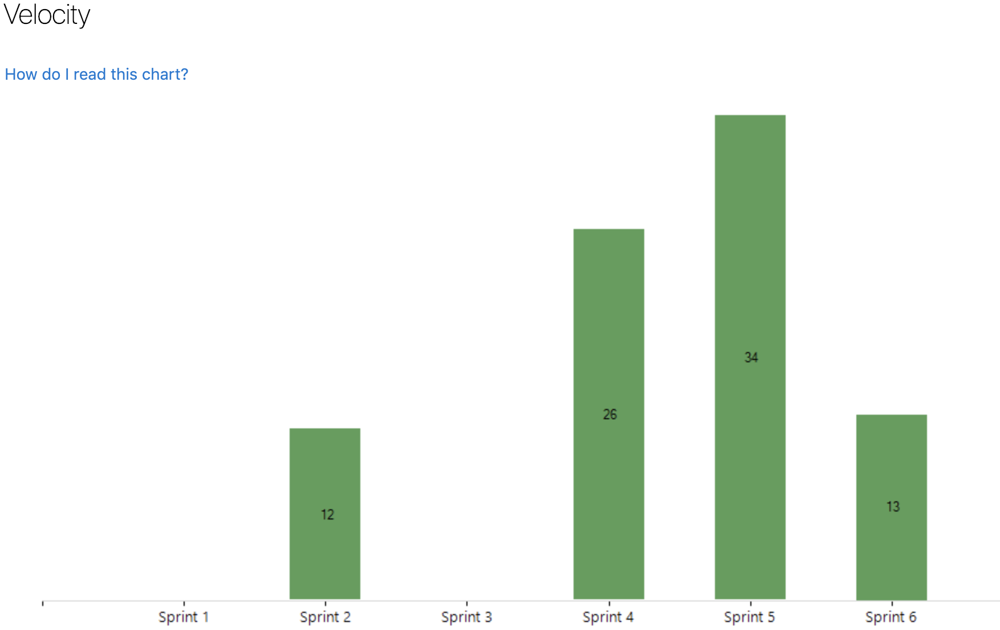 Velocity
How do I read this chart?
34
26
13
12
Sprint 1 Sprint 2 Sprint 3 Sprint 4 Sprint 5 Sprint 6